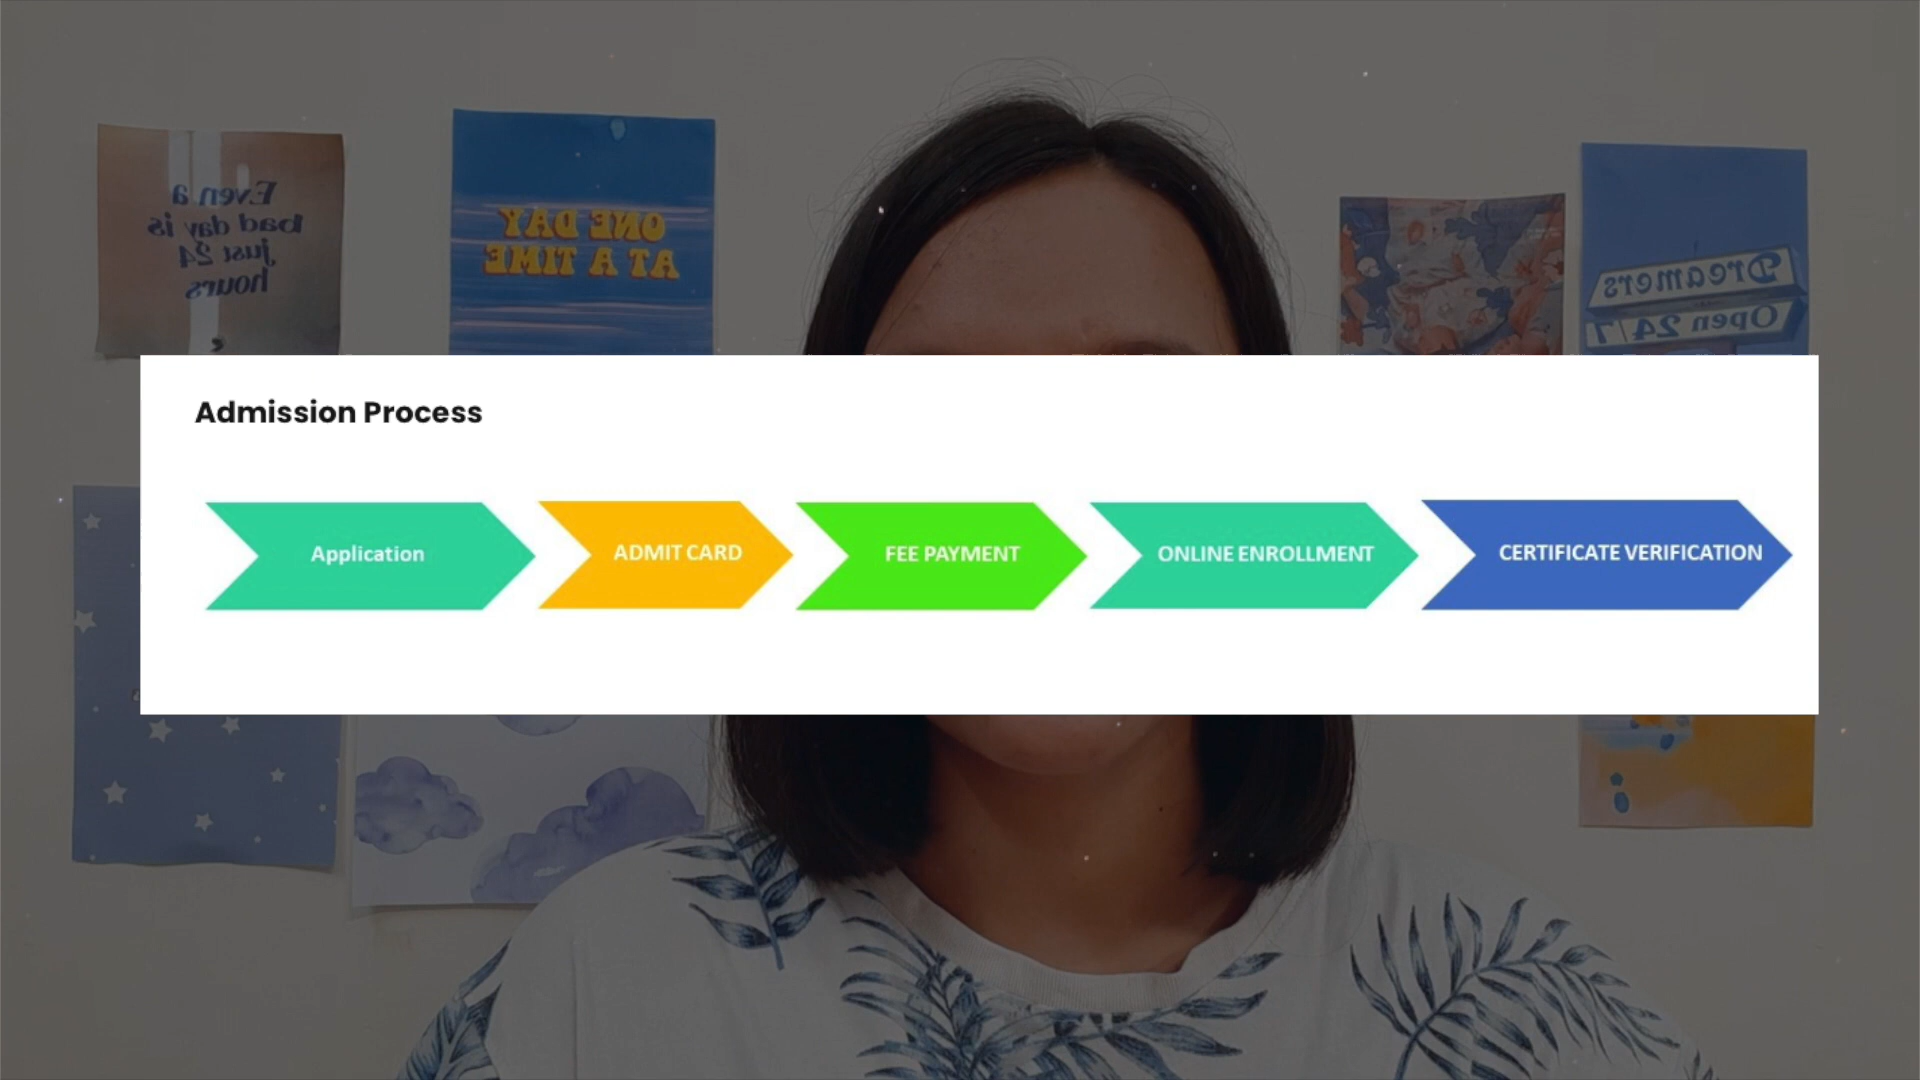 Even a
bad day is
just 24
hours
ONE DAY
AT A TIME
Dreamers
Open 24/7
Admission Process
Application
ADMIT CARD
FEE PAYMENT
ONLINE ENROLLMENT
CERTIFICATE VERIFICATION